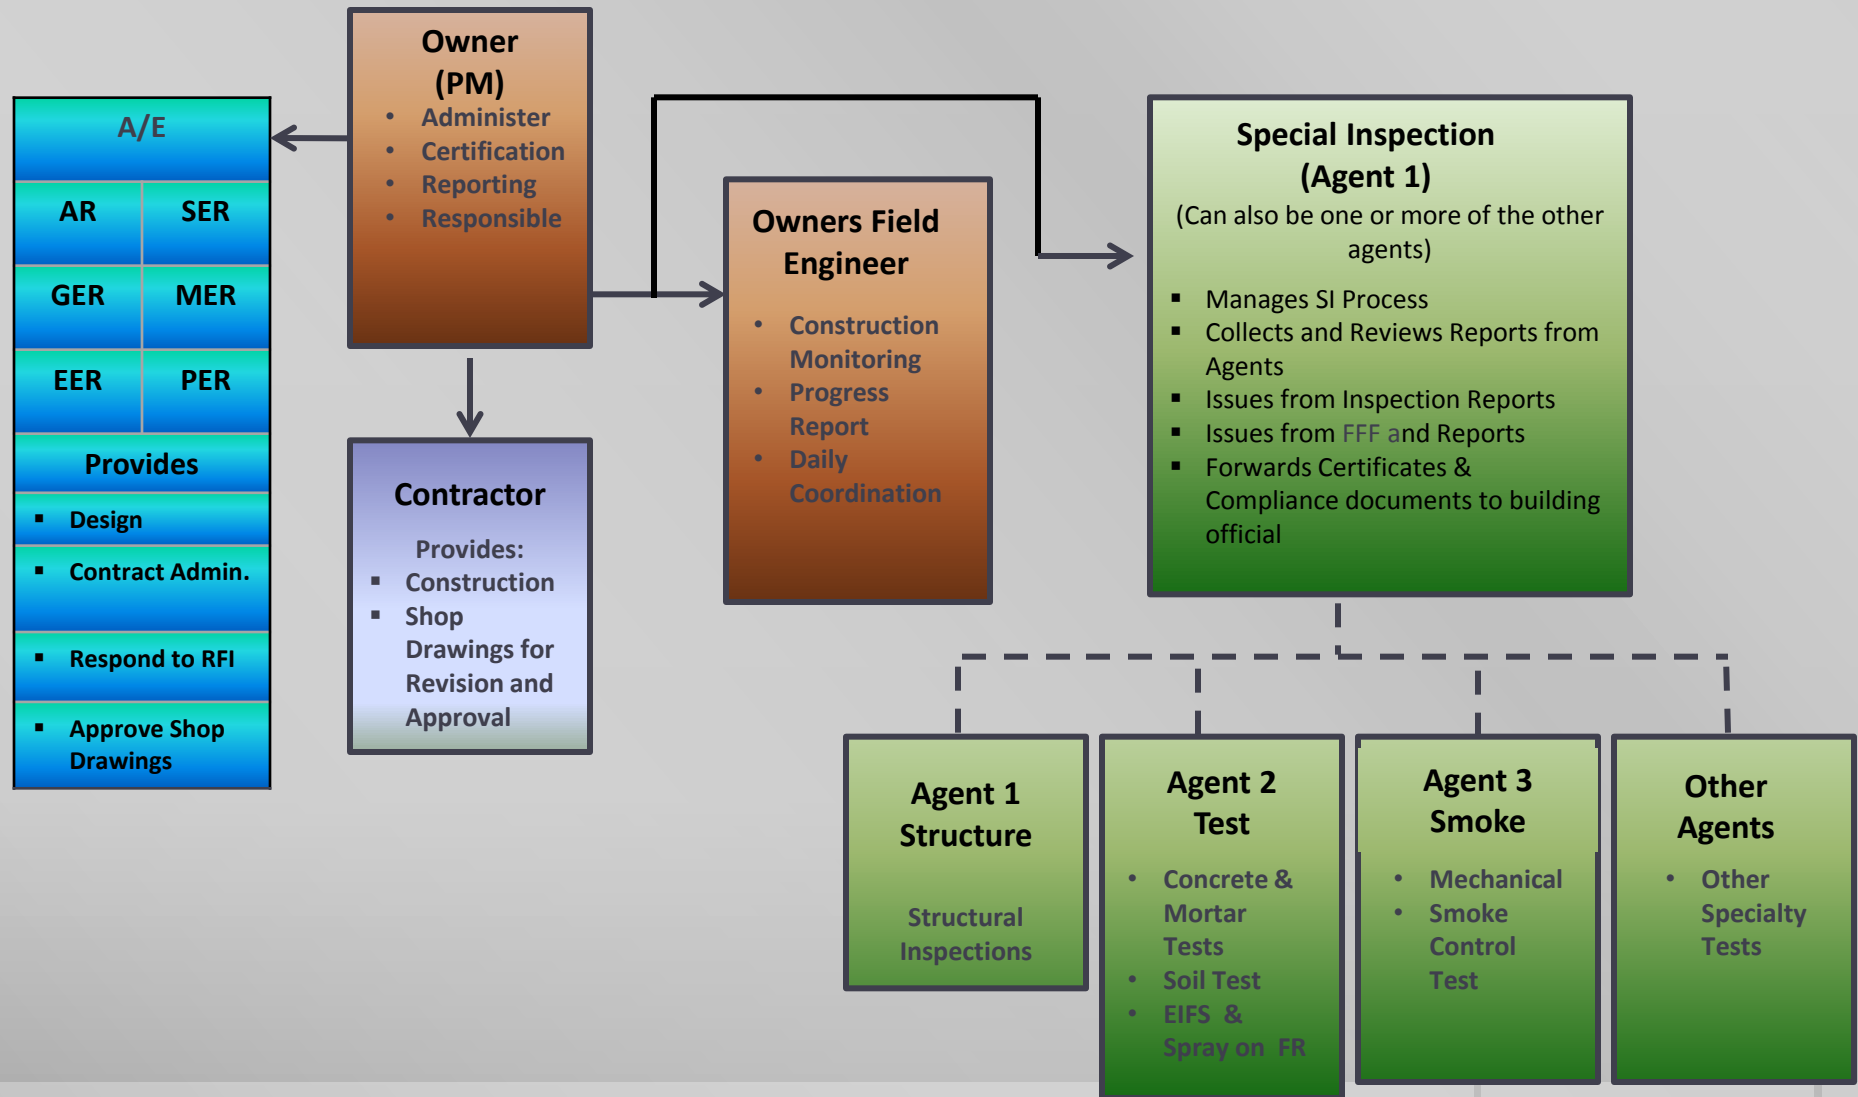 Owner
(PM)
• Administer
• Certification
• Reporting
• Responsible
A/E
AR SER
GER MER
EER PER
Provides
▪ Design
▪ Contract Admin.
▪ Respond to RFI
▪ Approve Shop
Drawings
Contractor
Provides:
▪ Construction
▪ Shop
Drawings for
Revision and
Approval
Owners Field
Engineer
• Construction
Monitoring
• Progress
Report
• Daily
Coordination
Special Inspection
(Agent 1)
(Can also be one or more of the other
agents)
▪ Manages SI Process
▪ Collects and Reviews Reports from
Agents
▪ Issues from Inspection Reports
▪ Issues from FFF and Reports
▪ Forwards Certificates &
Compliance documents to building
official
Agent 1
Structure
Structural
Inspections
Agent 2
Test
• Concrete &
Mortar
Tests
• Soil Test
• EIFS &
Spray on FR
Agent 3
Smoke
• Mechanical
• Smoke
Control
Test
Other
Agents
• Other
Specialty
Tests